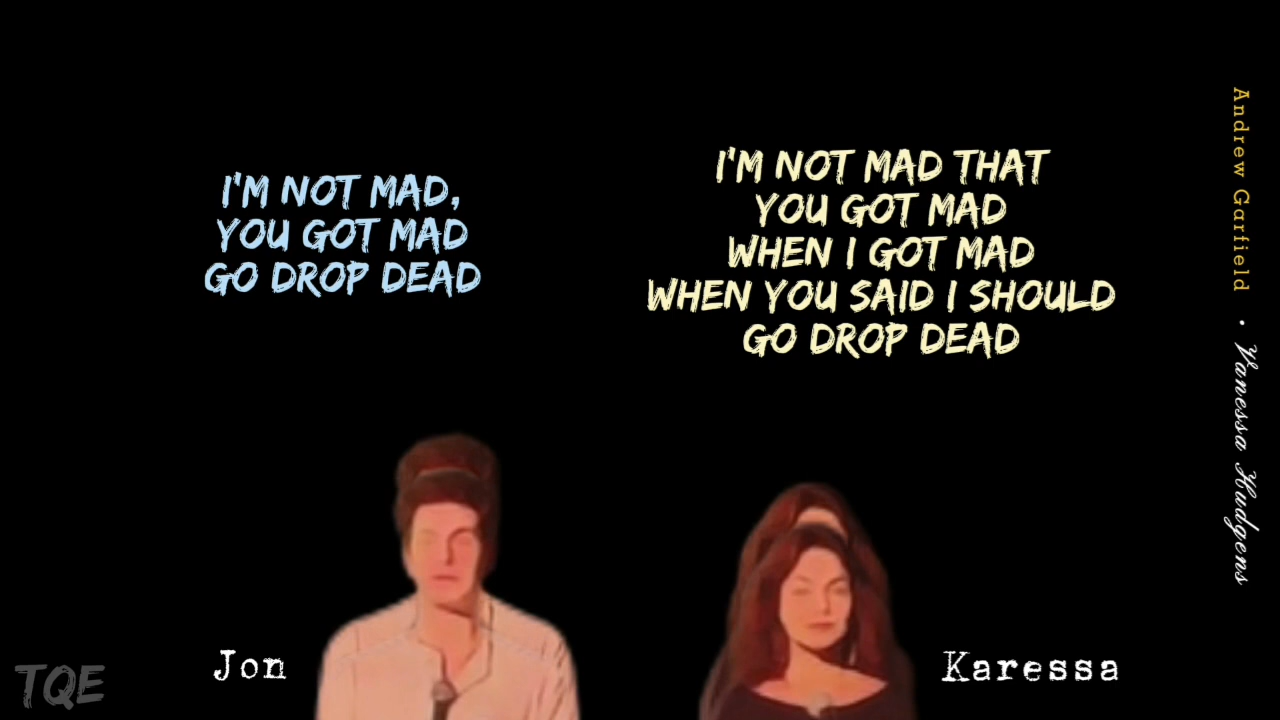 I'M NOT MAD,
YOU GOT MAD
GO DROP DEAD
I'M NOT MAD THAT
YOU GOT MAD
WHEN I GOT MAD
WHEN YOU SAID I SHOULD
GO DROP DEAD
Jon
Karessa
TQE
Andrew Garfield • Vanessa Hudgens